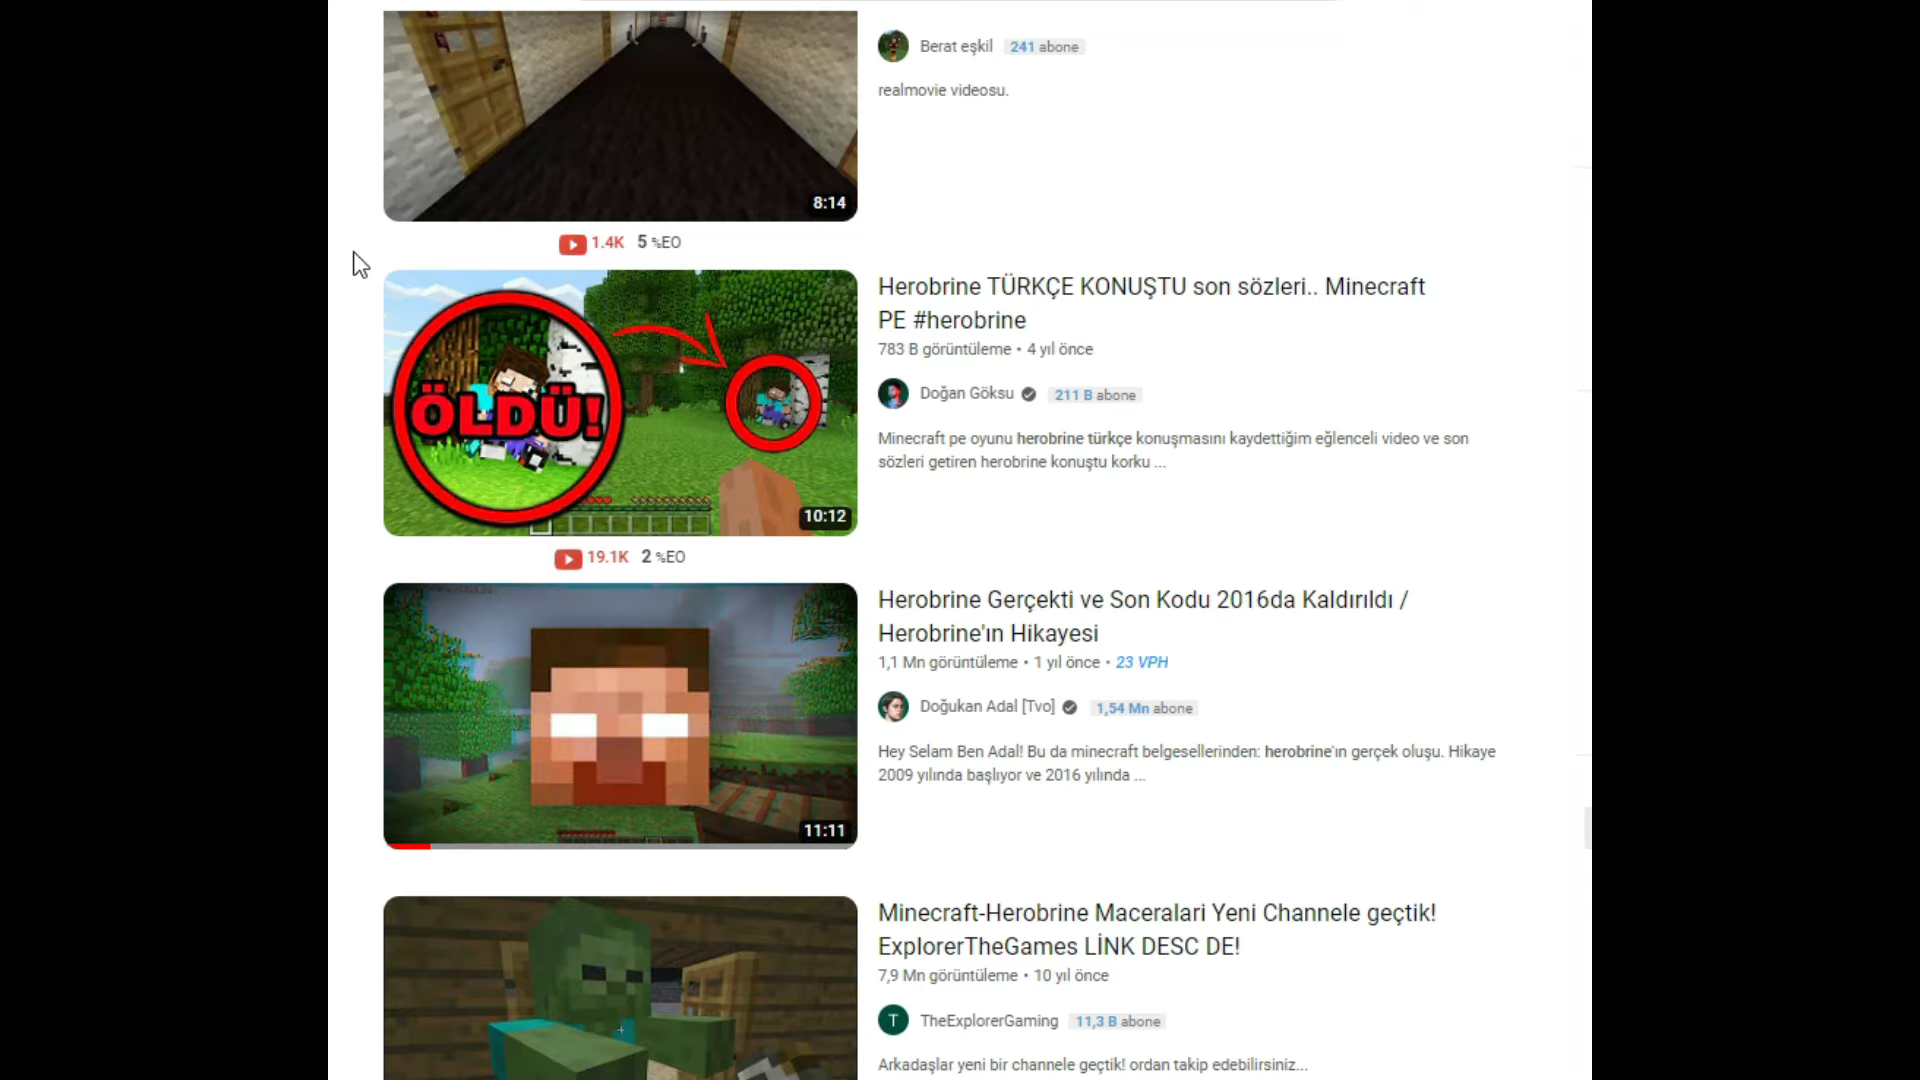 Berat eşkil 241 abone
realmovie videosu.
8:14
1.4K 5 %EO
Herobrine TÜRKÇE KONUŞTU son sözleri.. Minecraft
PE #herobrine
783 B görüntüleme • 4 yıl önce
Doğan Göksu 211 B abone
ÖLDÜ!
Minecraft pe oyunu herobrine türkçe konuşmasını kaydettiğim eğlenceli video ve son
sözleri getiren herobrine konuştu korku ...
10:12
19.1K 2 %EO
Herobrine Gerçekti ve Son Kodu 2016da Kaldırıldı /
Herobrine'ın Hikayesi
1,1 Mn görüntüleme • 1 yıl önce • 23 VPH
Doğukan Adal [Tvo] 1,54 Mn abone
Hey Selam Ben Adal! Bu da minecraft belgesellerinden: herobrine'ın gerçek oluşu. Hikaye
2009 yılında başlıyor ve 2016 yılında ...
11:11
Minecraft-Herobrine Maceralari Yeni Channele geçtik!
ExplorerTheGames LİNK DESC DE!
7,9 Mn görüntüleme • 10 yıl önce
T TheExplorerGaming 11,3 B abone
Arkadaşlar yeni bir channele geçtik! ordan takip edebilirsiniz...